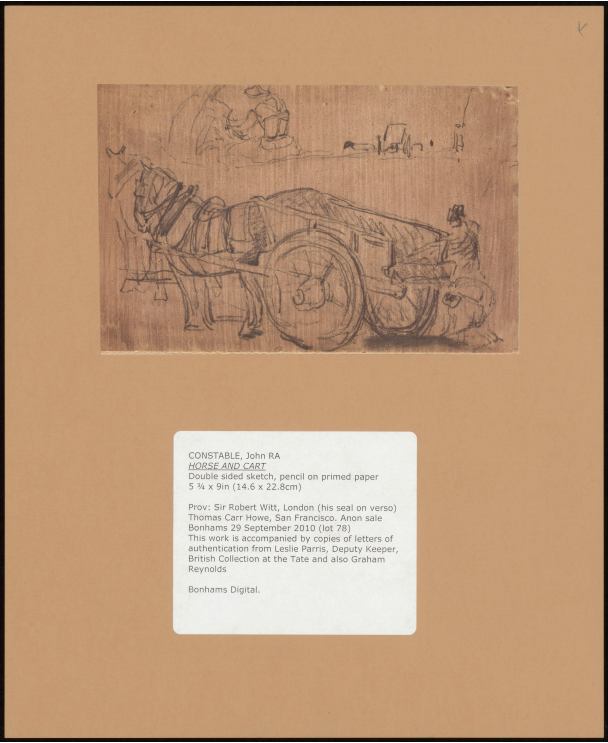 CONSTABLE, John RA
HORSE AND CART
Double sided sketch, pencil on primed paper
5 ¾ x 9in (14.6 x 22.8cm)
Prov: Sir Robert Witt, London (his seal on verso)
Thomas Carr Howe, San Francisco. Anon sale
Bonhams 29 September 2010 (lot 78)
This work is accompanied by copies of letters of
authentication from Leslie Parris, Deputy Keeper,
British Collection at the Tate and also Graham
Reynolds
Bonhams Digital.